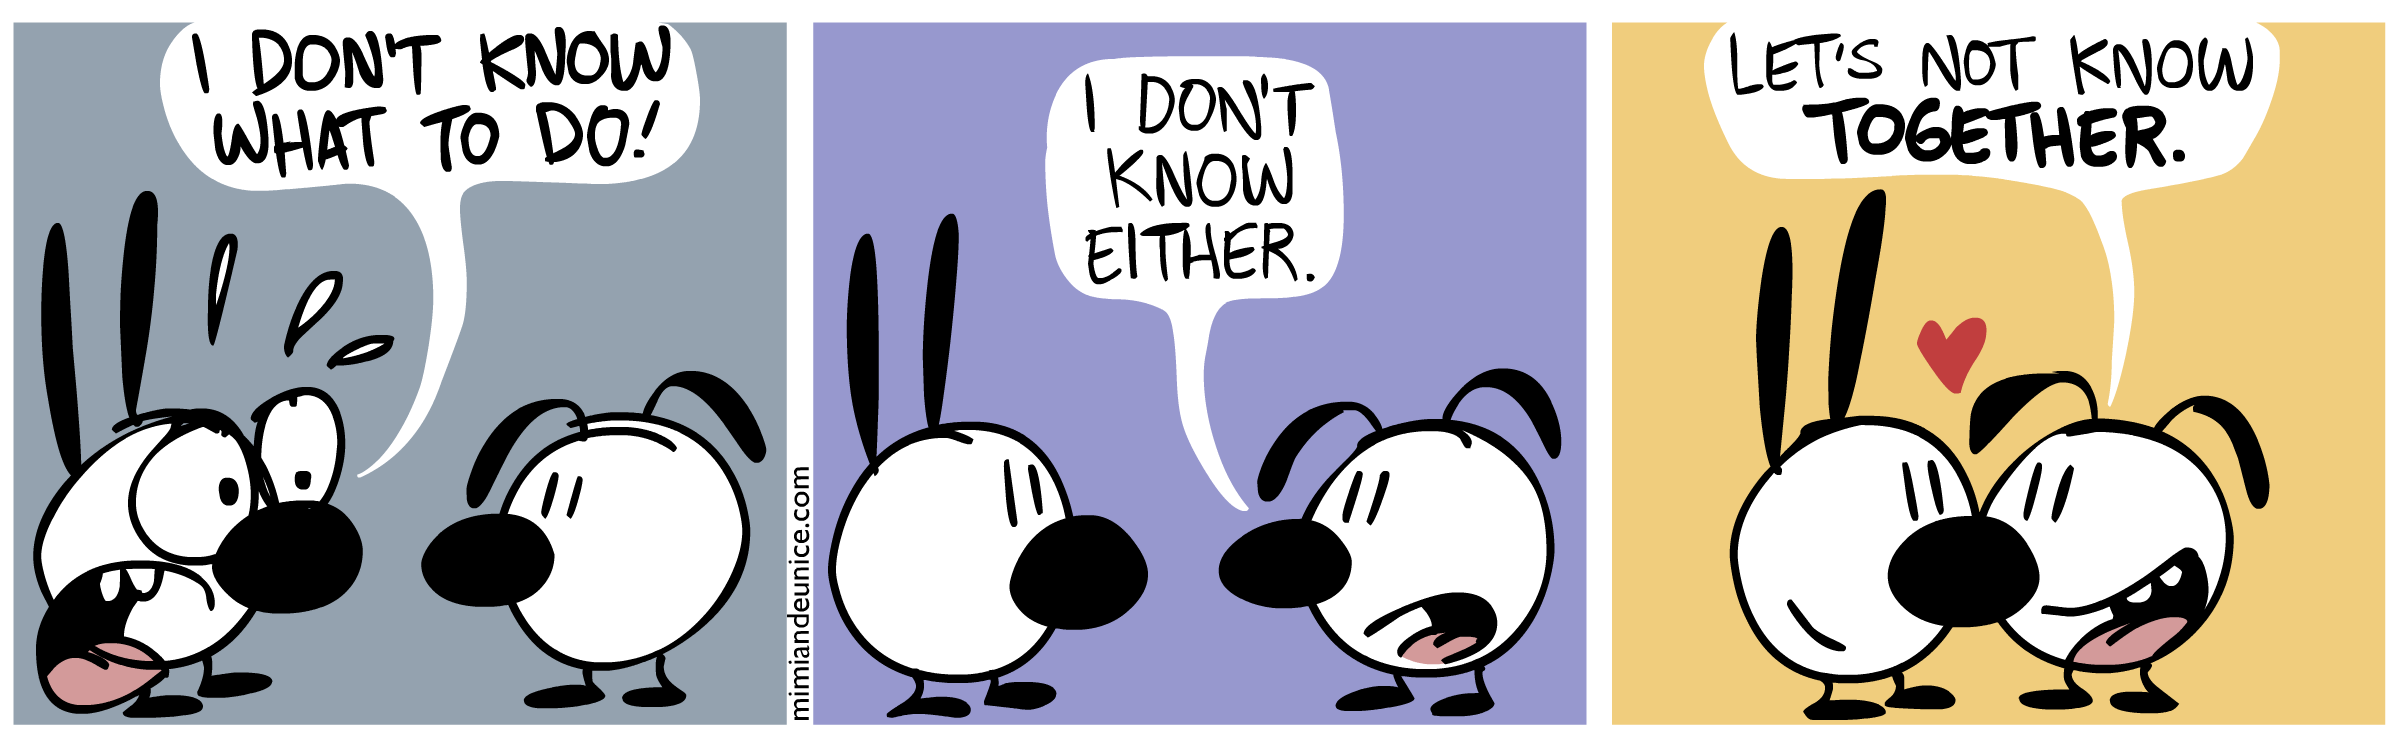 I DON'T KNOW
WHAT TO DO!
I DON'T
KNOW
EITHER.
mimiandeunice.com
LET'S NOT KNOW
TOGETHER.